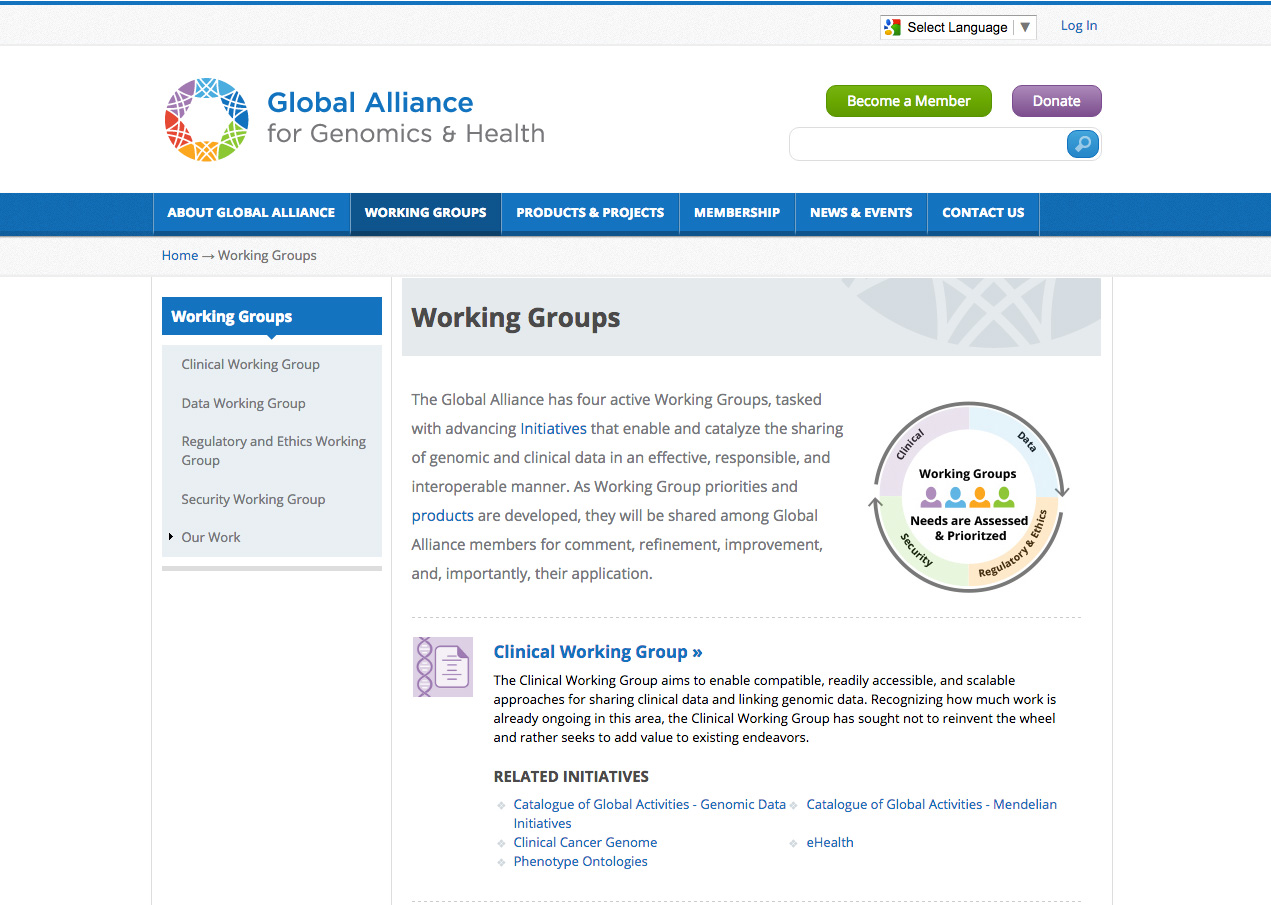 Select Language ▼
Log In
Global Alliance
for Genomics & Health
Become a Member
Donate
ABOUT GLOBAL ALLIANCE
WORKING GROUPS
PRODUCTS & PROJECTS
MEMBERSHIP
NEWS & EVENTS
CONTACT US
Home → Working Groups
Working Groups
Clinical Working Group
Data Working Group
Regulatory and Ethics Working
Group
Security Working Group
Our Work
Working Groups
The Global Alliance has four active Working Groups, tasked
with advancing Initiatives that enable and catalyze the sharing
of genomic and clinical data in an effective, responsible, and
interoperable manner. As Working Group priorities and
products are developed, they will be shared among Global
Alliance members for comment, refinement, improvement,
and, importantly, their application.
Clinical
Data
Working Groups
Needs are Assessed
& Prioritzed
Security
Regulatory & Ethics
Clinical Working Group »
The Clinical Working Group aims to enable compatible, readily accessible, and scalable
approaches for sharing clinical data and linking genomic data. Recognizing how much work is
already ongoing in this area, the Clinical Working Group has sought not to reinvent the wheel
and rather seeks to add value to existing endeavors.
RELATED INITIATIVES
Catalogue of Global Activities - Genomic Data
Initiatives
Catalogue of Global Activities - Mendelian
Clinical Cancer Genome
eHealth
Phenotype Ontologies